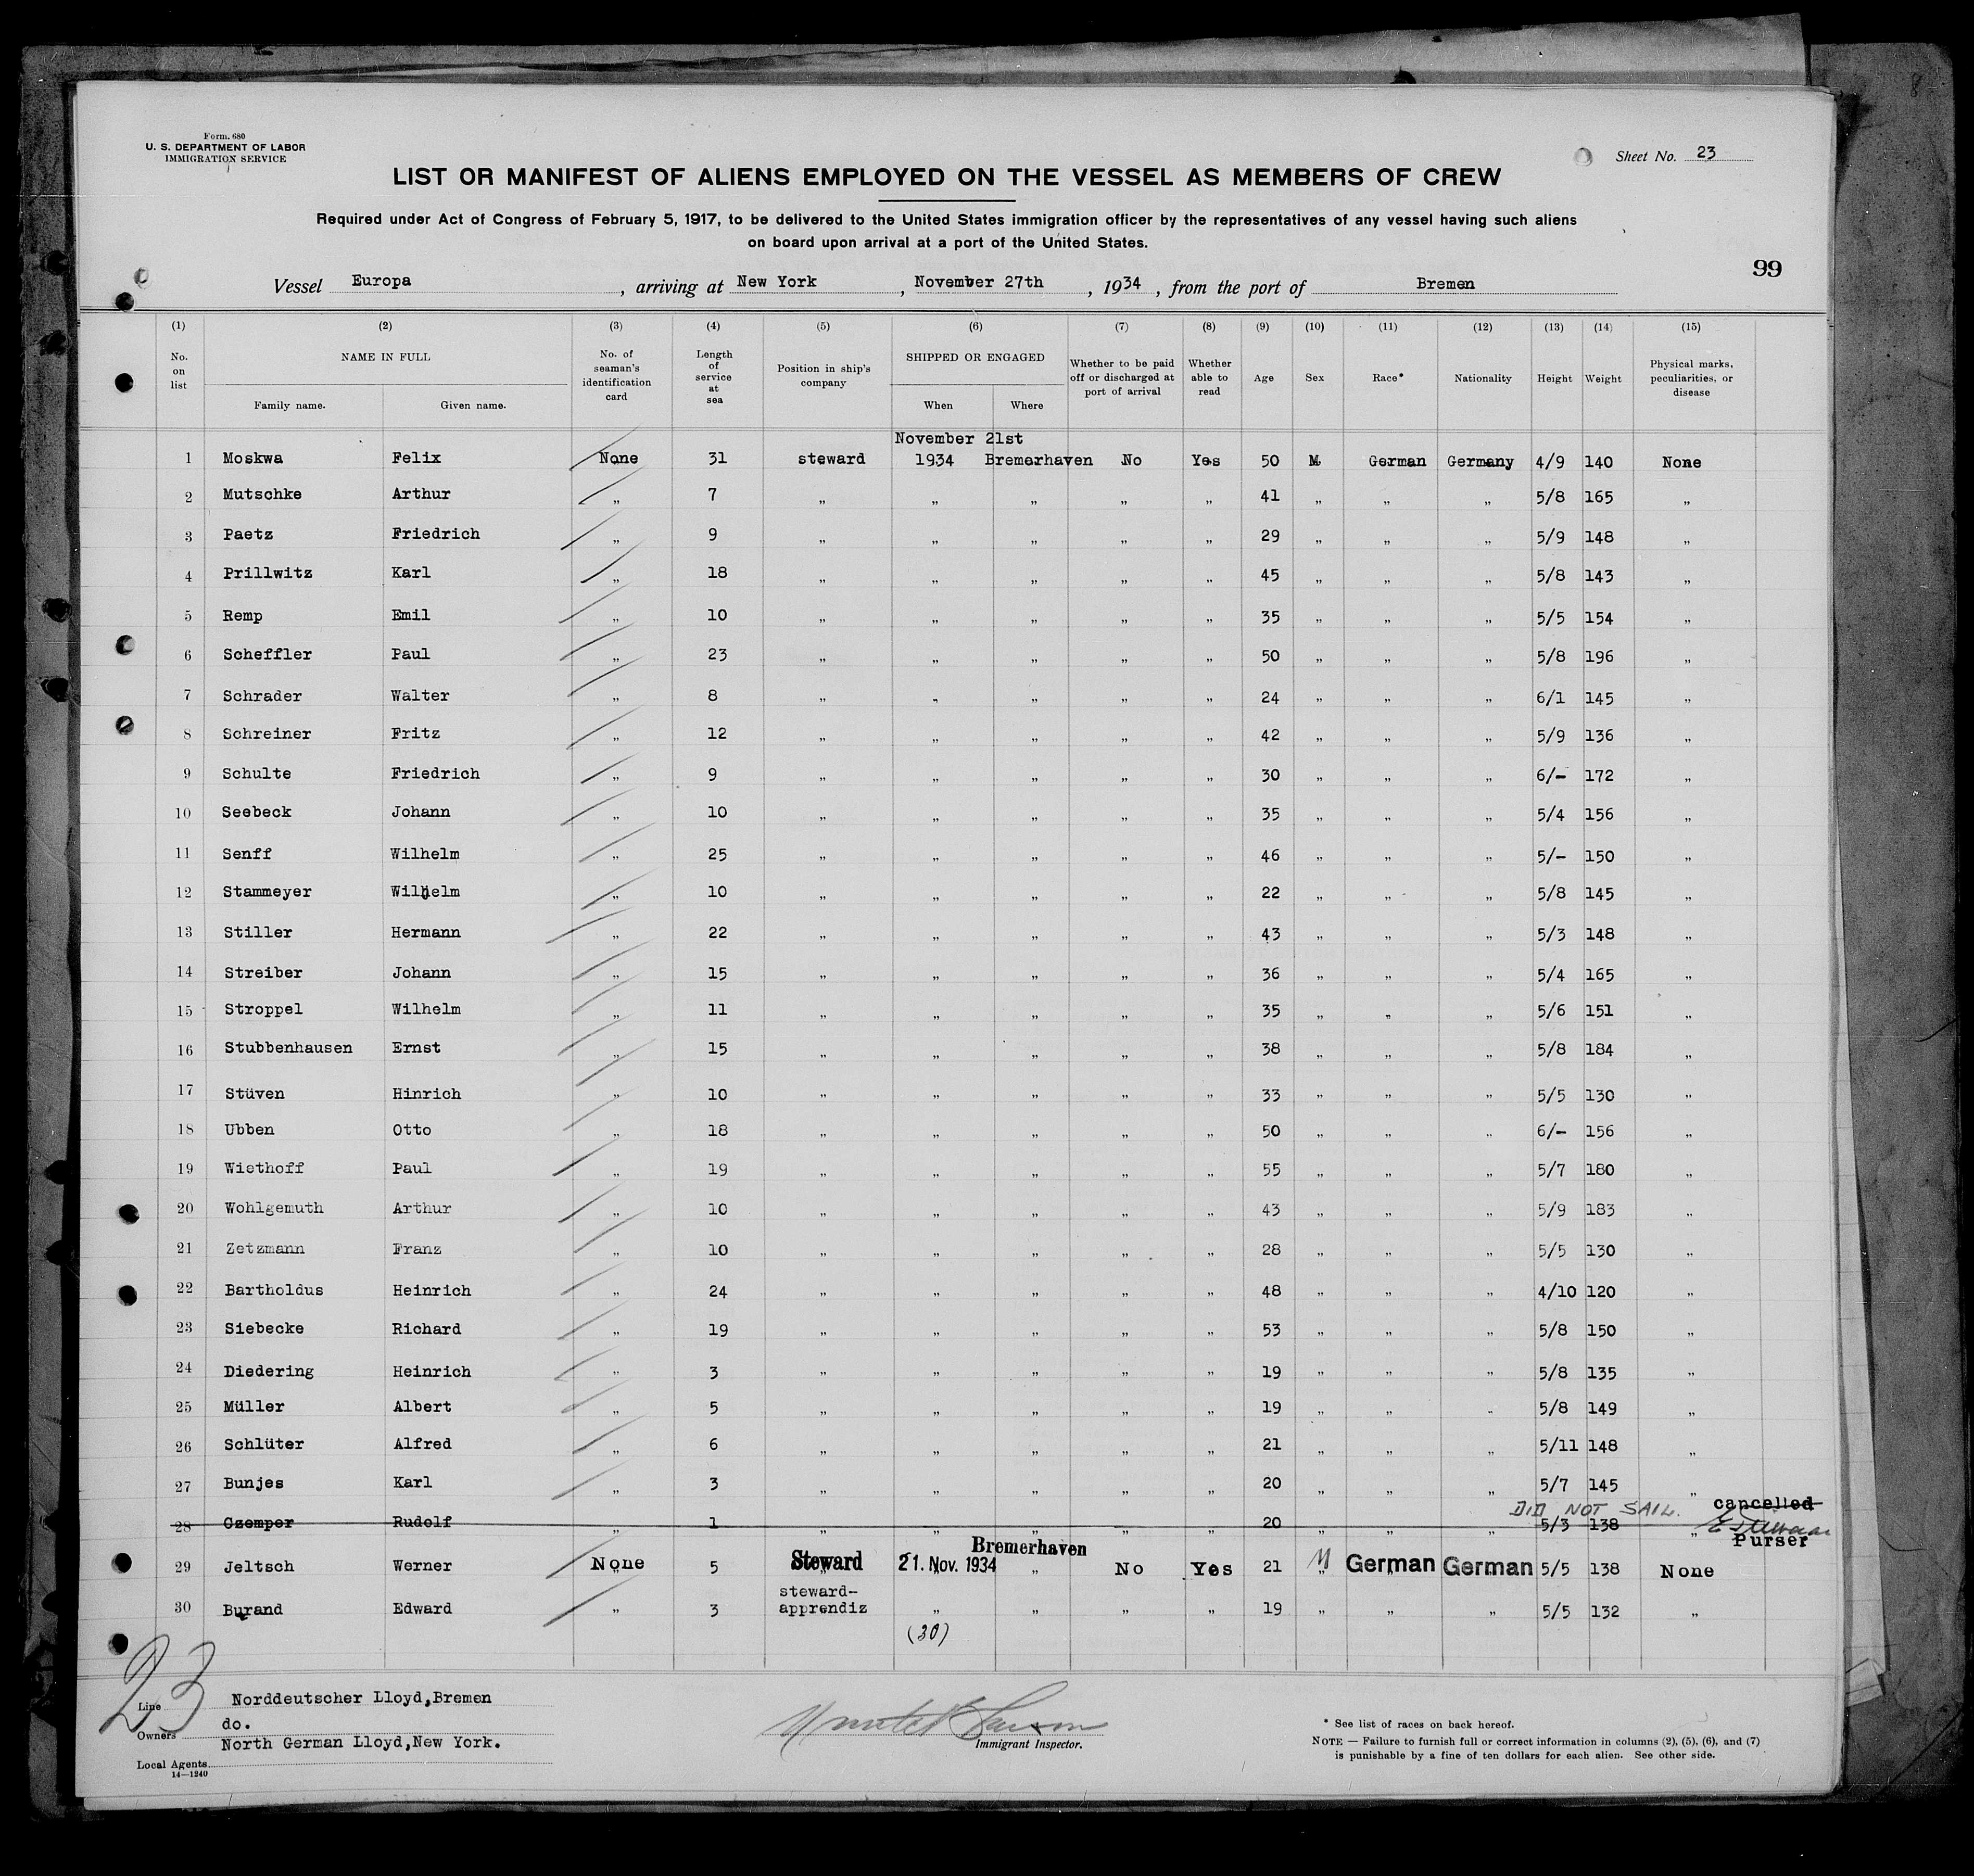 Form 680
U. S. DEPARTMENT OF LABOR
IMMIGRATION SERVICE
Sheet No. 23
LIST OR MANIFEST OF ALIENS EMPLOYED ON THE VESSEL AS MEMBERS OF CREW
Required under Act of Congress of February 5, 1917, to be delivered to the United States immigration officer by the representatives of any vessel having such aliens
on board upon arrival at a port of the United States.
99
Vessel Europa , arriving at New York , November 27th , 1934 , from the port of Bremen
(1) (2) (3) (4) (5) (6) (7) (8) (9) (10) (11) (12) (13) (14) (15)
No. on list NAME IN FULL Family name. Given name. No. of seaman's identification card Length of service at sea Position in ship's company SHIPPED OR ENGAGED When Where Whether to be paid off or discharged at port of arrival Whether able to read Age Sex Race* Nationality Height Weight Physical marks, peculiarities, or disease
November 21st
1 Moskwa Felix None 31 steward 1934 Bremerhaven No Yes 50 M German Germany 4/9 140 None
2 Mutschke Arthur „ 7 „ „ „ „ „ 41 „ „ „ 5/8 165 „
3 Paetz Friedrich „ 9 „ „ „ „ „ 29 „ „ „ 5/9 148 „
4 Prillwitz Karl „ 18 „ „ „ „ „ 45 „ „ „ 5/8 143 „
5 Remp Emil „ 10 „ „ „ „ „ 35 „ „ „ 5/5 154 „
6 Scheffler Paul „ 23 „ „ „ „ „ 50 „ „ „ 5/8 196 „
7 Schrader Walter „ 8 „ „ „ „ „ 24 „ „ „ 6/1 145 „
8 Schreiner Fritz „ 12 „ „ „ „ „ 42 „ „ „ 5/9 136 „
9 Schulte Friedrich „ 9 „ „ „ „ „ 30 „ „ „ 6/- 172 „
10 Seebeck Johann „ 10 „ „ „ „ „ 35 „ „ „ 5/4 156 „
11 Senff Wilhelm „ 25 „ „ „ „ „ 46 „ „ „ 5/- 150 „
12 Stammeyer Wilhelm „ 10 „ „ „ „ „ 22 „ „ „ 5/8 145 „
13 Stiller Hermann „ 22 „ „ „ „ „ 43 „ „ „ 5/3 148 „
14 Streiber Johann „ 15 „ „ „ „ „ 36 „ „ „ 5/4 165 „
15 Stroppel Wilhelm „ 11 „ „ „ „ „ 35 „ „ „ 5/6 151 „
16 Stubbenhausen Ernst „ 15 „ „ „ „ „ 38 „ „ „ 5/8 184 „
17 Stüven Hinrich „ 10 „ „ „ „ „ 33 „ „ „ 5/5 130 „
18 Ubben Otto „ 18 „ „ „ „ „ 50 „ „ „ 6/- 156 „
19 Wiethoff Paul „ 19 „ „ „ „ „ 55 „ „ „ 5/7 180 „
20 Wohlgemuth Arthur „ 10 „ „ „ „ „ 43 „ „ „ 5/9 183 „
21 Zetzmann Franz „ 10 „ „ „ „ „ 28 „ „ „ 5/5 130 „
22 Bartholdus Heinrich „ 24 „ „ „ „ „ 48 „ „ „ 4/10 120 „
23 Siebecke Richard „ 19 „ „ „ „ „ 53 „ „ „ 5/8 150 „
24 Diedering Heinrich „ 3 „ „ „ „ „ 19 „ „ „ 5/8 135 „
25 Müller Albert „ 5 „ „ „ „ „ 19 „ „ „ 5/8 149 „
26 Schlüter Alfred „ 6 „ „ „ „ „ 21 „ „ „ 5/11 148 „
27 Bunjes Karl „ 3 „ „ „ „ „ 20 „ „ „ 5/7 145 „
DID NOT SAIL. cancelled
28 Czemper Rudolf „ 1 „ „ „ „ „ 20 „ „ „ 5/3 138 „
Purser
29 Jeltsch Werner None 5 Steward 21. Nov. 1934 Bremerhaven „ No Yes 21 M German German 5/5 138 None
30 Burand Edward „ 3 steward-apprendiz „ „ „ „ 19 „ „ „ 5/5 132 „
(30)
23
Line Norddeutscher Lloyd,Bremen
Owners do.
Local Agents North German Lloyd,New York.
14—1240
Immigrant Inspector.
* See list of races on back hereof.
NOTE — Failure to furnish full or correct information in columns (2), (5), (6), and (7)
is punishable by a fine of ten dollars for each alien. See other side.